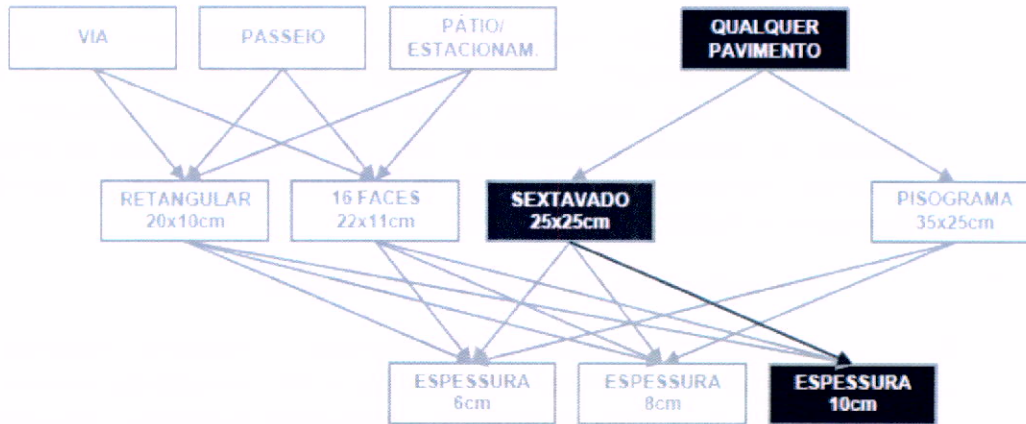 VIA
PASSEIO
PÁTIO/
ESTACIONAM.
QUALQUER
PAVIMENTO
RETANGULAR
20x10cm
16 FACES
22x11cm
SEXTAVADO
25x25cm
PISOGRAMA
35x25cm
ESPESSURA
6cm
ESPESSURA
8cm
ESPESSURA
10cm